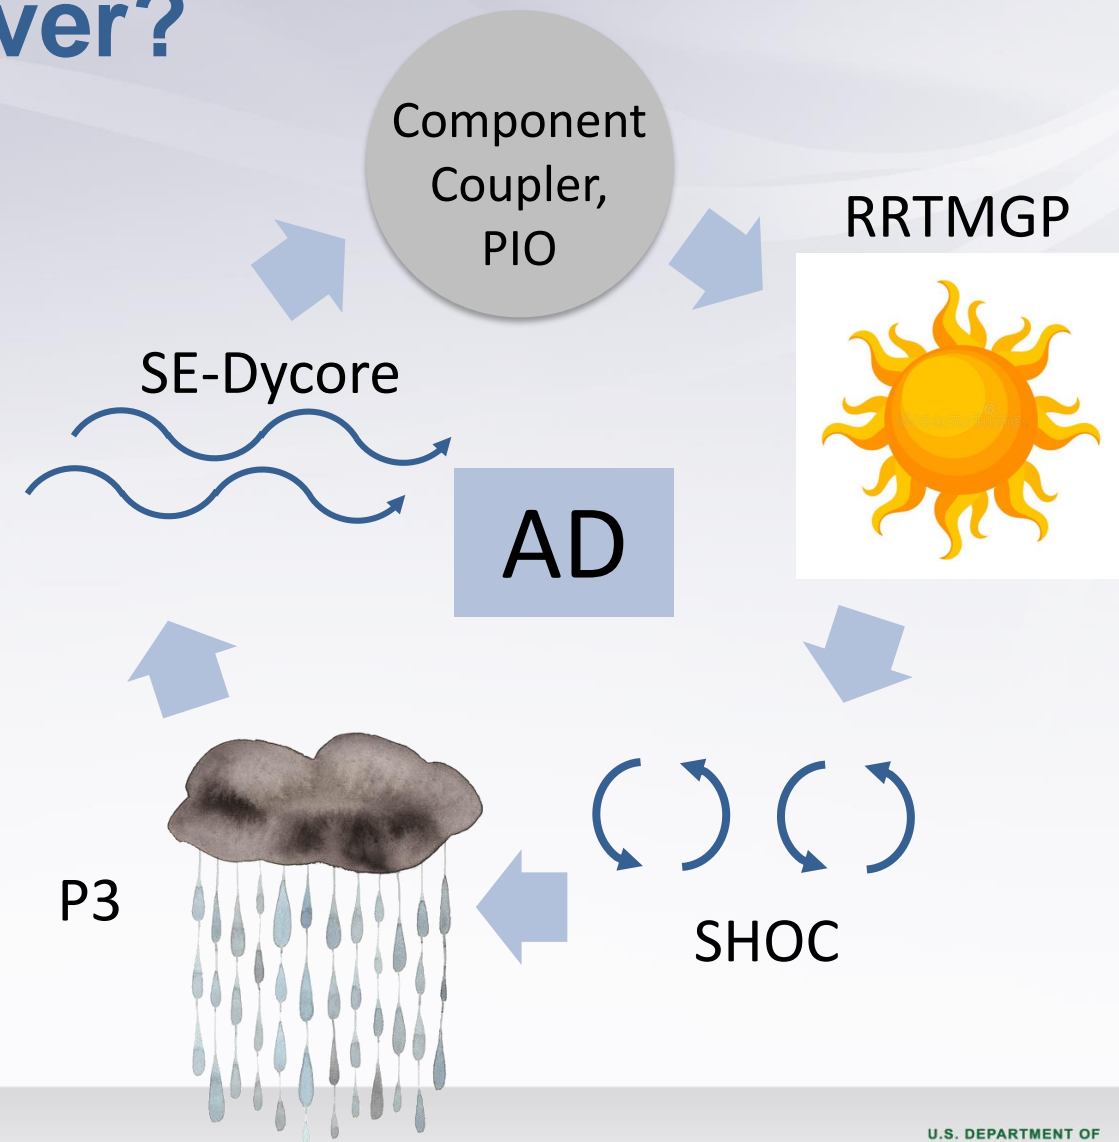 ver?
Component
Coupler,
PIO
RRTMGP
SE-Dycore
AD
P3
SHOC
U.S. DEPARTMENT OF